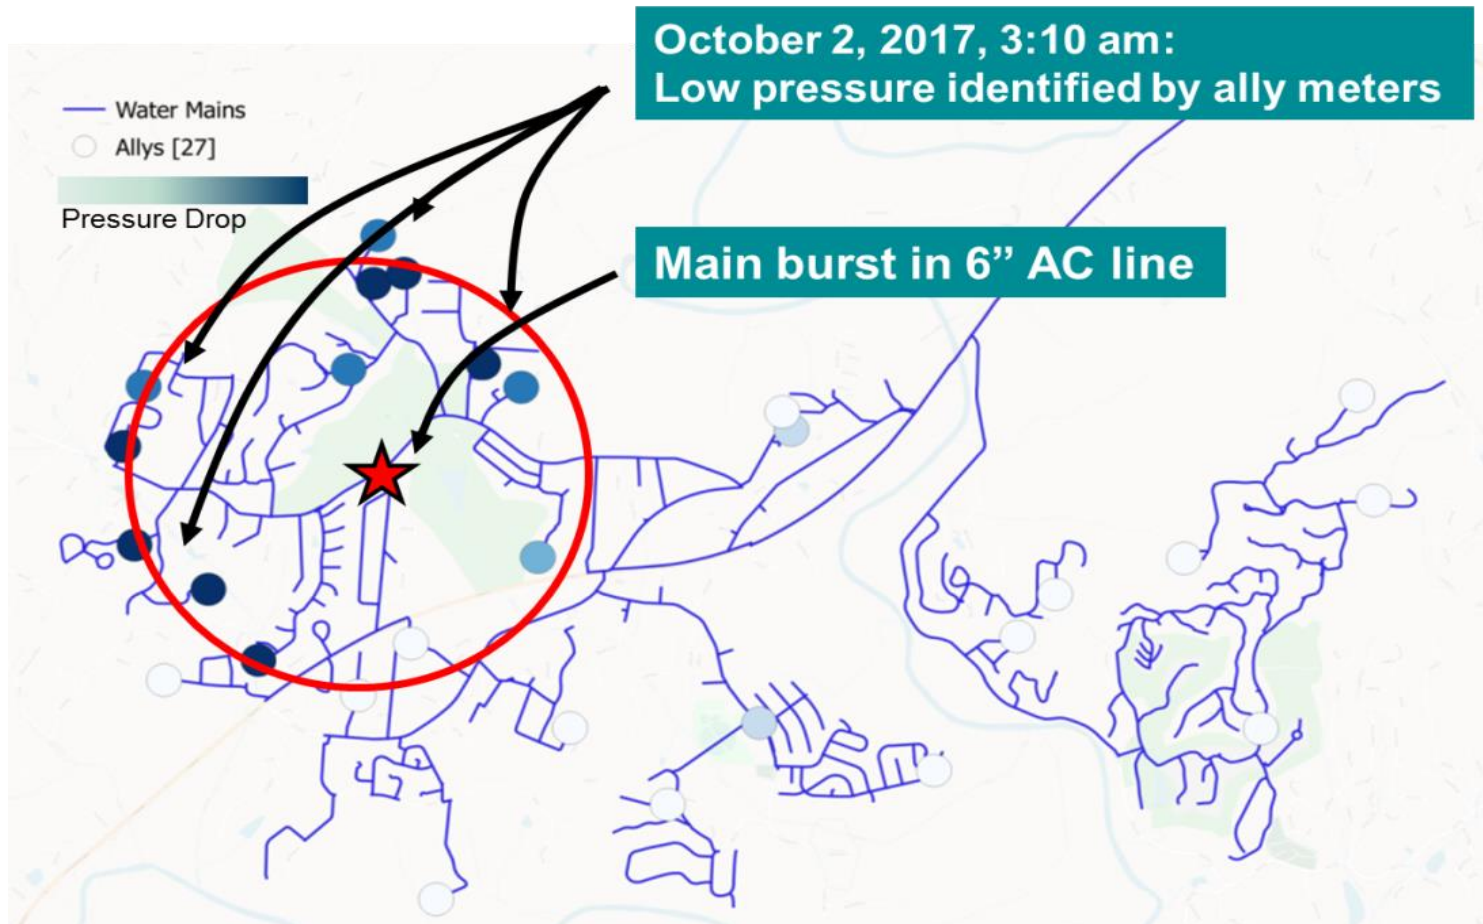 October 2, 2017, 3:10 am:
Low pressure identified by ally meters
Water Mains
Allys [27]
Pressure Drop
Main burst in 6” AC line